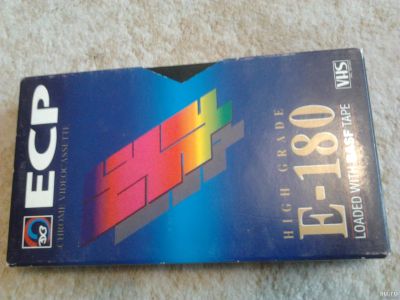 ECP
CHROME VIDEOCASSETTE
HIGH GRADE
E-180
LOADED WITH BASF TAPE
VHS